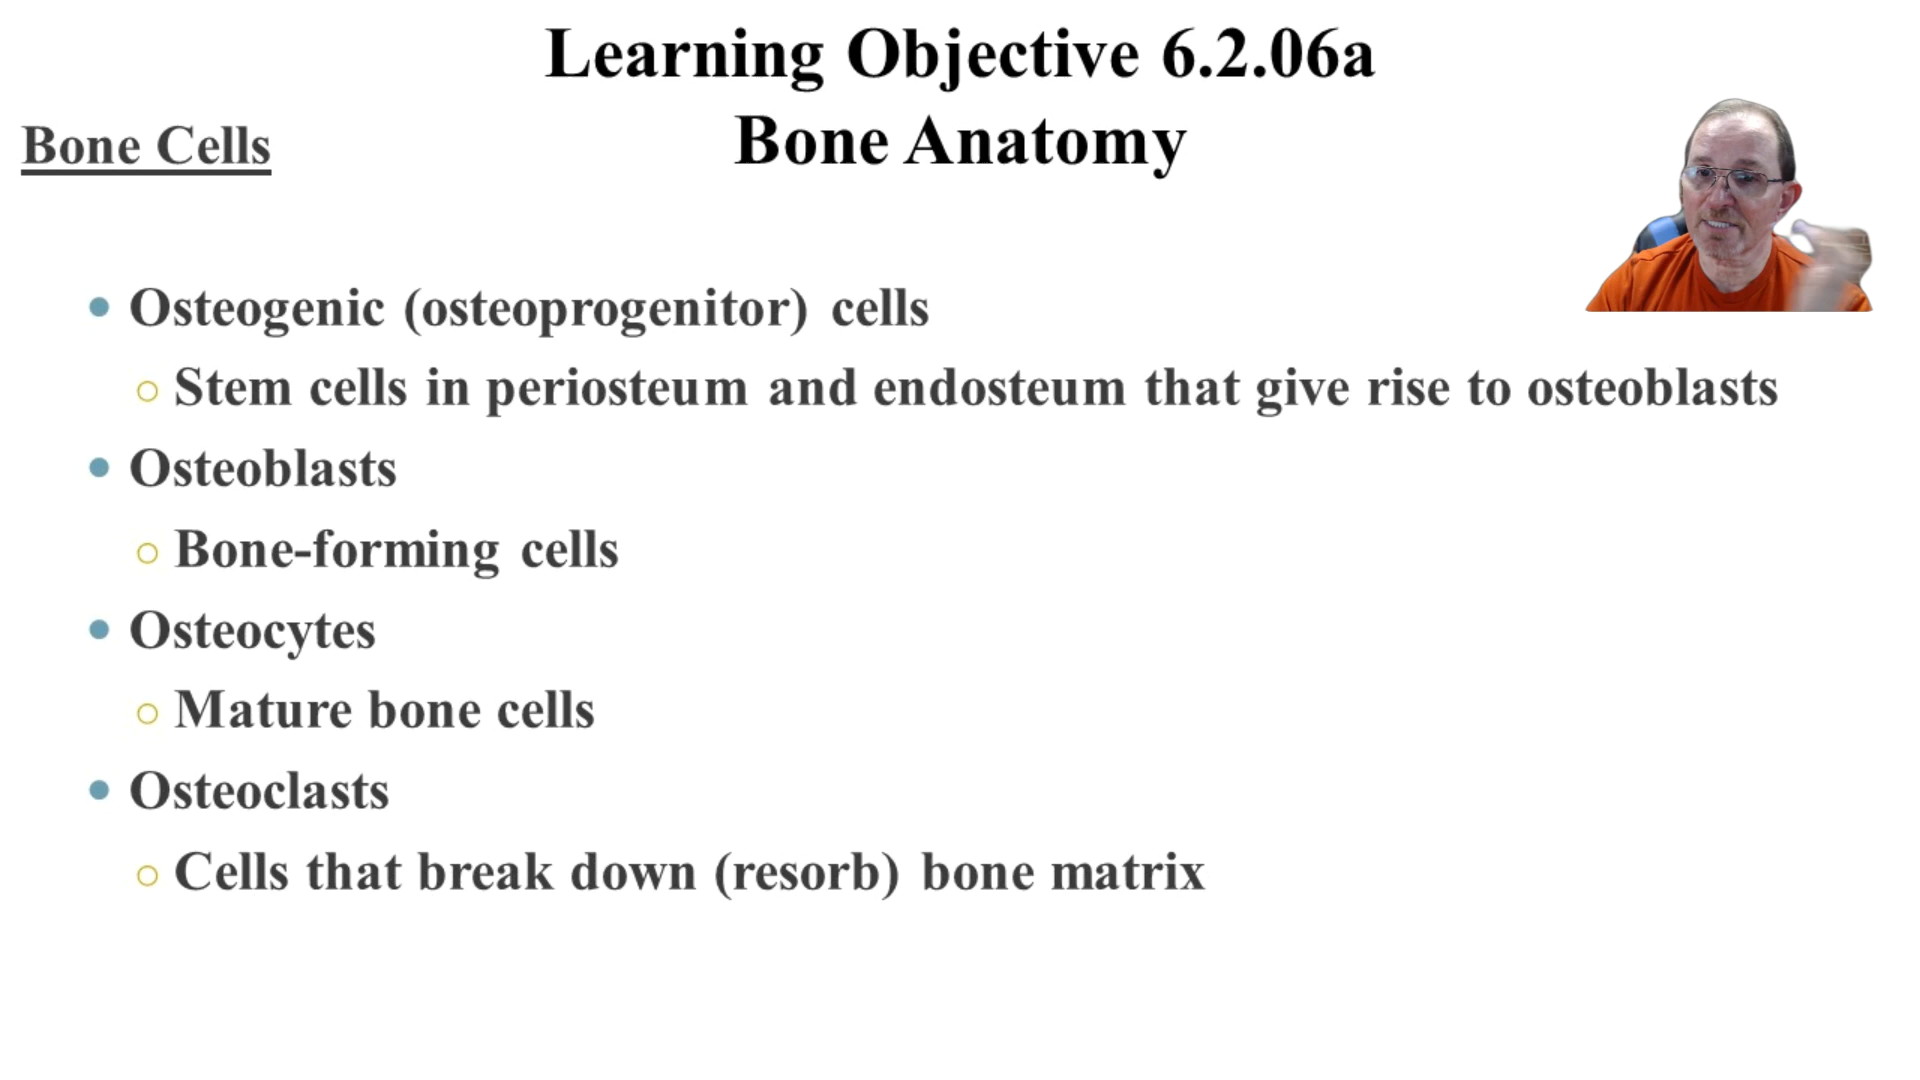 Learning Objective 6.2.06a
Bone Anatomy
Bone Cells
Osteogenic (osteoprogenitor) cells
Stem cells in periosteum and endosteum that give rise to osteoblasts
Osteoblasts
Bone-forming cells
Osteocytes
Mature bone cells
Osteoclasts
Cells that break down (resorb) bone matrix